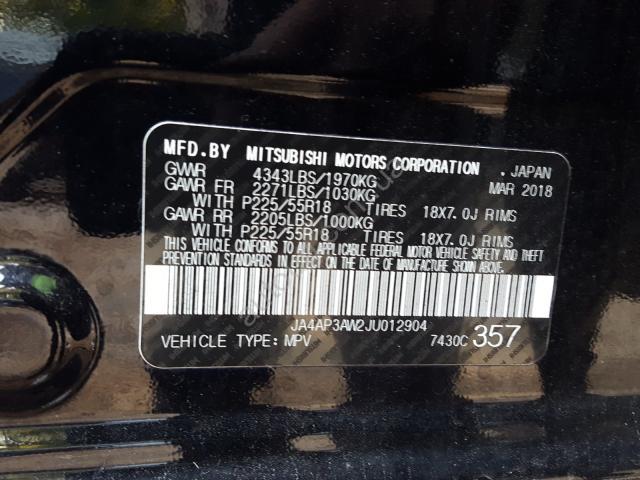 MFD.BY MITSUBISHI MOTORS CORPORATION . JAPAN
GVWR 4343LBS/1970KG MAR 2018
GAWR FR 2271LBS/1030KG
WITH P225/55R18 TIRES 18X7.0J RIMS
GAWR RR 2205LBS/1000KG
WITH P225/55R18 TIRES 18X7.0J RIMS
THIS VEHICLE CONFORMS TO ALL APPLICABLE FEDERAL MOTOR VEHICLE SAFETY AND THEFT
PREVENTION STANDARDS IN EFFECT ON THE DATE OF MANUFACTURE SHOWN ABOVE.
JA4AP3AW2JU012904
VEHICLE TYPE: MPV 7430C 357